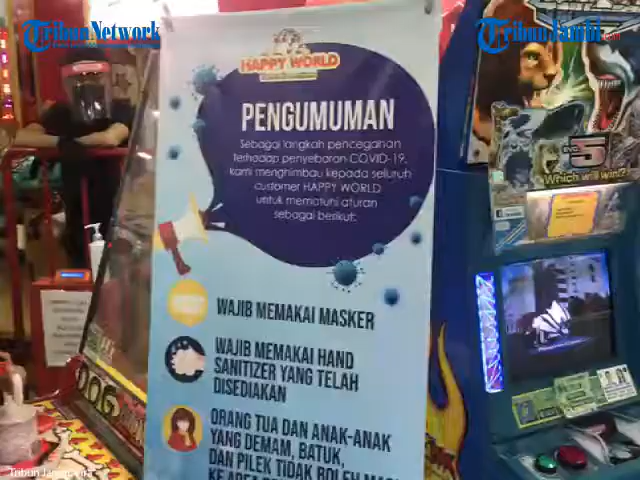 Tribun Network
TribunJambi.com
HAPPY WORLD
PENGUMUMAN
Sebagai langkah pencegahan
terhadap penyebaran COVID-19,
kami menghimbau kepada seluruh
customer HAPPY WORLD
untuk mematuhi aturan
sebagai berikut:
WAJIB MEMAKAI MASKER
WAJIB MEMAKAI HAND
SANITIZER YANG TELAH
DISEDIAKAN
ORANG TUA DAN ANAK-ANAK
YANG DEMAM, BATUK,
DAN PILEK TIDAK BOLEH
5
Which will win?